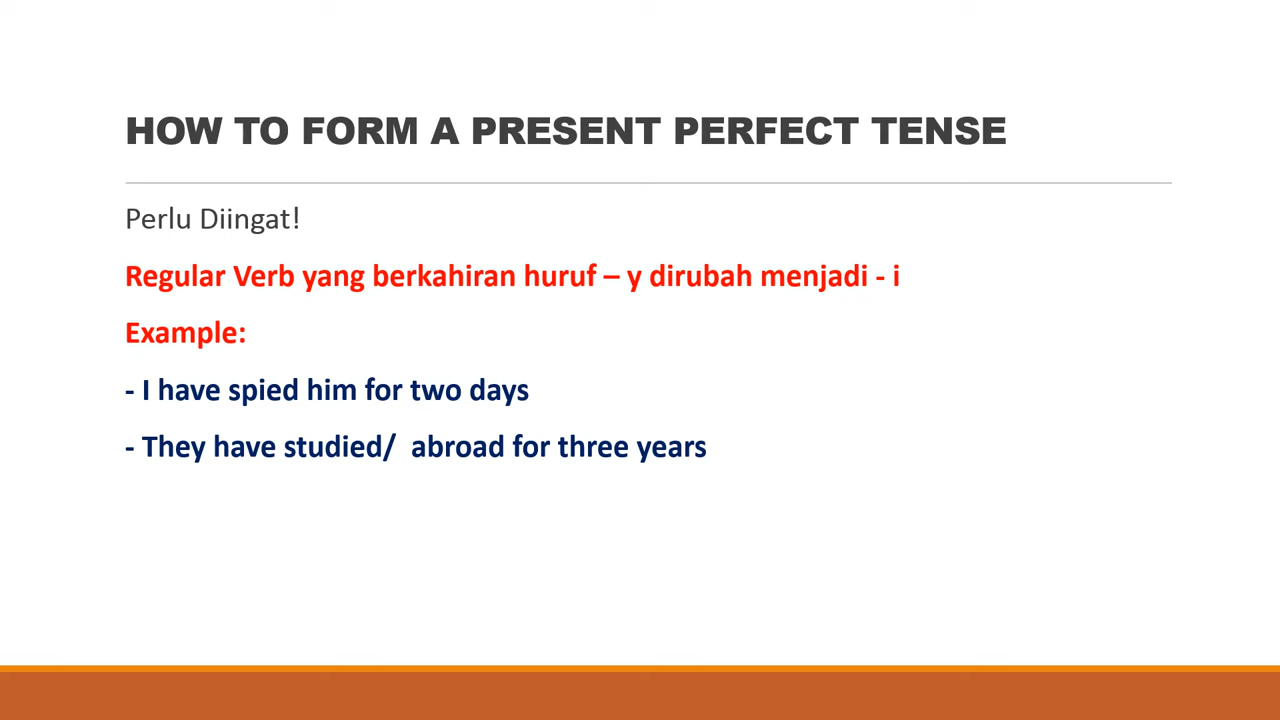 HOW TO FORM A PRESENT PERFECT TENSE
Perlu Diingat!
Regular Verb yang berkahiran huruf – y dirubah menjadi - i
Example:
- I have spied him for two days
- They have studied/  abroad for three years